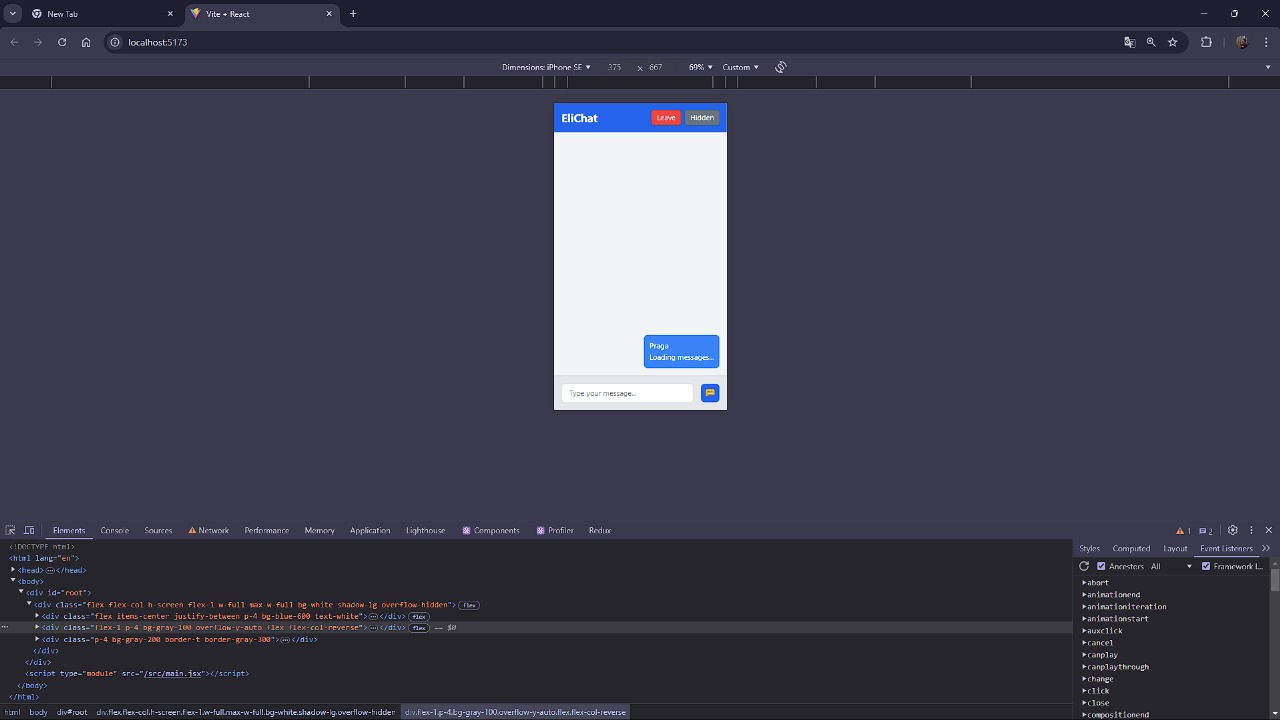 New Tab
Vite + React
localhost:5173
Dimensions: iPhone SE 375 × 667 69% Custom
EliChat Leave Hidden
Praga
Loading messages...
Type your message...
Elements Console Sources Network Performance Memory Application Lighthouse Components Profiler Redux 1 2
<!DOCTYPE html>
<html lang="en">
<head> </head>
<body>
<div id="root">
<div class="flex flex-col h-screen flex-1 w-full max-w-full bg-white shadow-lg overflow-hidden"> flex
<div class="flex items-center justify-between p-4 bg-blue-600 text-white"> </div> flex
<div class="flex-1 p-4 bg-gray-100 overflow-y-auto flex flex-col-reverse"> </div> flex == $0
<div class="p-4 bg-gray-200 border-t border-gray-300"> </div>
</div>
</div>
<script type="module" src="/src/main.jsx"></script>
</body>
</html>
html body div#root div.flex.flex-col.h-screen.flex-1.w-full.max-w-full.bg-white.shadow-lg.overflow-hidden div.flex-1.p-4.bg-gray-100.overflow-y-auto.flex.flex-col-reverse
Styles Computed Layout Event Listeners
Ancestors All Framework l...
abort
animationend
animationiteration
animationstart
auxclick
cancel
canplay
canplaythrough
change
click
close
compositionend